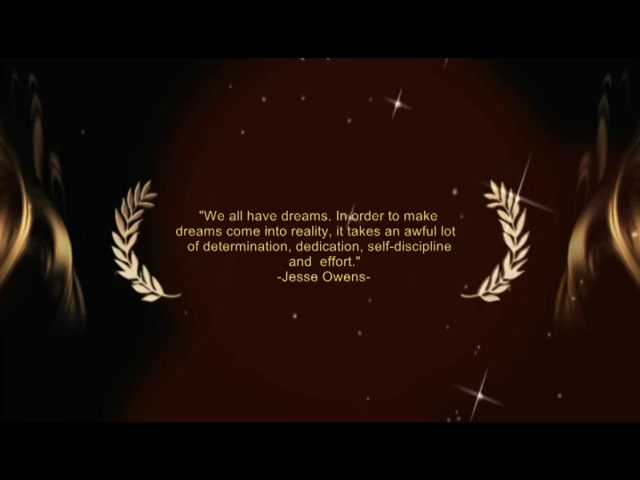 "We all have dreams. In order to make
dreams come into reality, it takes an awful lot
of determination, dedication, self-discipline
and  effort."
-Jesse Owens-